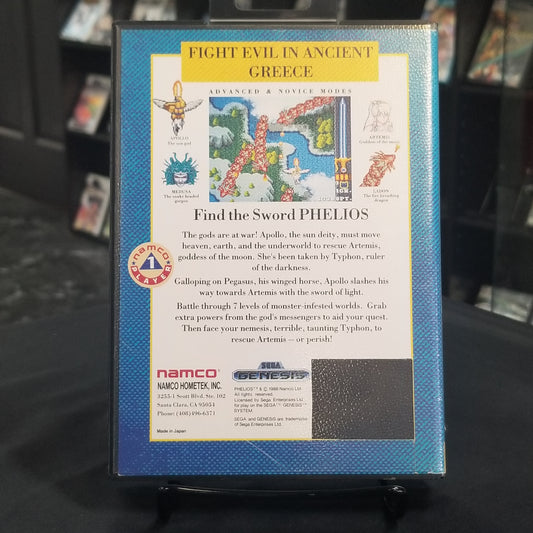 FIGHT EVIL IN ANCIENT
GREECE
ADVANCED & NOVICE MODES
APOLLO
The sun god
ARTEMIS
Goddess of the moon
MEDUSA
The snake headed
gorgon
LADON
The fire breathing
dragon
Find the Sword PHELIOS
The gods are at war! Apollo, the sun deity, must move
heaven, earth, and the underworld to rescue Artemis,
goddess of the moon. She's been taken by Typhon, ruler
of the darkness.
Galloping on Pegasus, his winged horse, Apollo slashes his
way towards Artemis with the sword of light.
Battle through 7 levels of monster-infested worlds. Grab
extra powers from the god's messengers to aid your quest.
Then face your nemesis, terrible, taunting Typhon, to
rescue Artemis — or perish!
namco
1
PLAYER
namco
NAMCO HOMETEK, INC.
3255-1 Scott Blvd. Ste. 102
Santa Clara, CA 95054
Phone: (408)496-6371
Made in Japan
SEGA
GENESIS
PHELIOS™ & © 1988 Namco Ltd
All rights reserved.
Licensed by Sega Enterprises Ltd
for play on the SEGA™ GENESIS™
SYSTEM.
SEGA and GENESIS are trademarks
of Sega Enterprises Ltd.